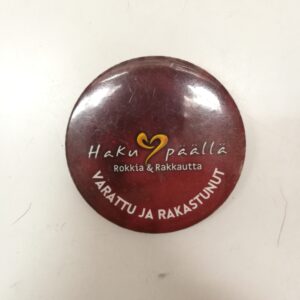 Haku päällä
Rokkia & Rakkautta
VARATTU JA RAKASTUNUT